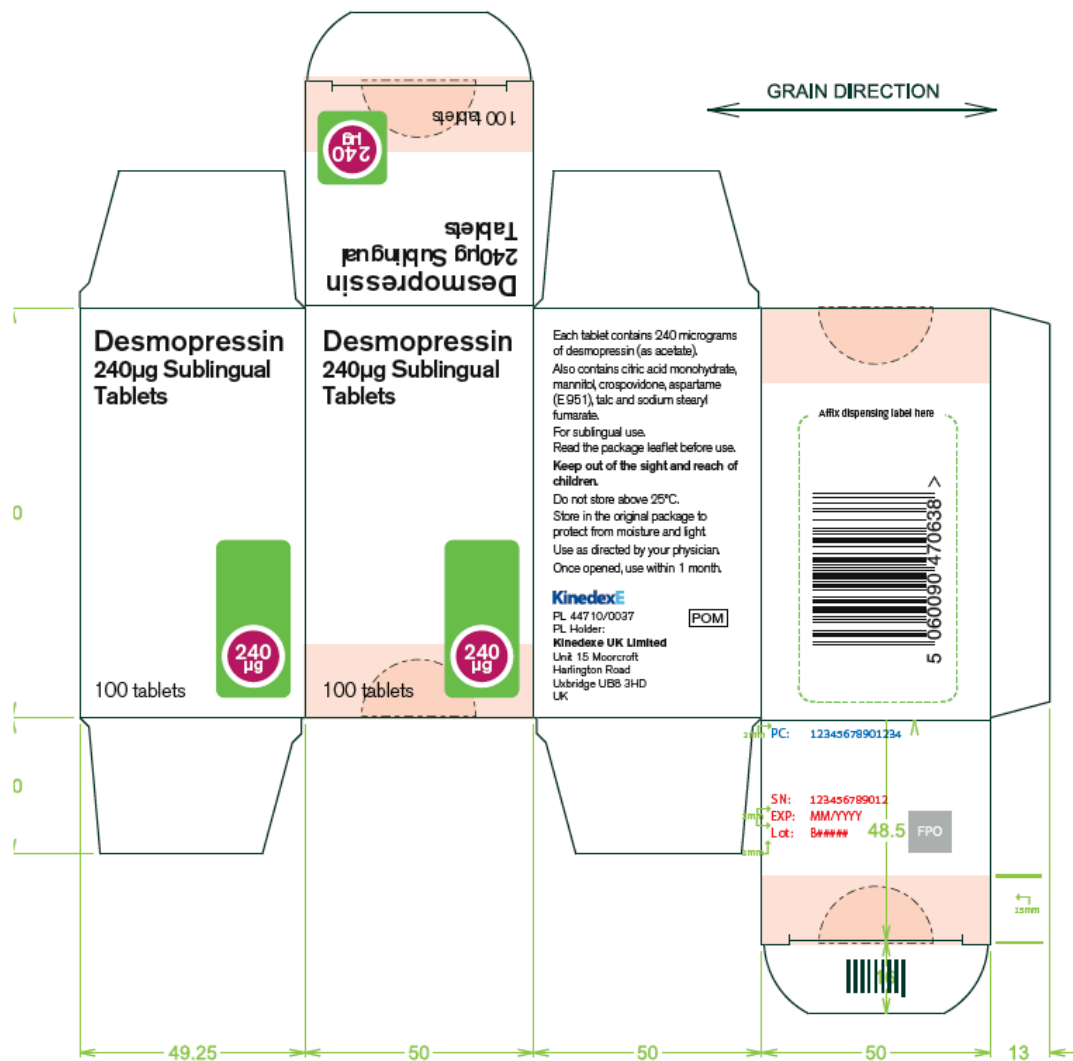 GRAIN DIRECTION
100 tablets
240
µg
Desmopressin
240µg Sublingual
Tablets
Desmopressin
240µg Sublingual
Tablets
240
µg
100 tablets
Desmopressin
240µg Sublingual
Tablets
240
µg
100 tablets
Each tablet contains 240 micrograms
of desmopressin (as acetate).
Also contains citric acid monohydrate,
mannitol, crospovidone, aspartame
(E 951), talc and sodium stearyl
fumarate.
For sublingual use.
Read the package leaflet before use.
Keep out of the sight and reach of
children.
Do not store above 25°C.
Store in the original package to
protect from moisture and light.
Use as directed by your physician.
Once opened, use within 1 month.
KinedexE
PL 44710/0037
PL Holder:
Kinedexe UK Limited
Unit 15 Moorcroft
Harlington Road
Uxbridge UB8 3HD
UK
POM
Affix dispensing label here
5 060090 470638 >
PC: 12345678901234
SN: 123456789012
EXP: MM/YYYY
Lot: B#####
48.5
FPO
15mm
16
0
0
49.25
50
50
50
13